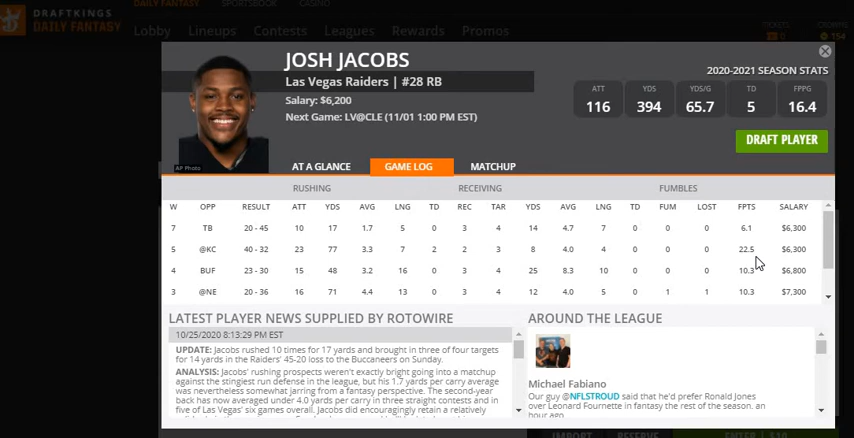 DRAFTKINGS
DAILY FANTASY
DAILY FANTASY SPORTSBOOK CASINO
Lobby Lineups Contests Leagues Rewards Promos
TICKETS CROWNS
0 154
JOSH JACOBS
Las Vegas Raiders | #28 RB
Salary: $6,200
Next Game: LV@CLE (11/01 1:00 PM EST)
2020-2021 SEASON STATS
ATT YDS YDS/G TD FPPG
116 394 65.7 5 16.4
DRAFT PLAYER
AP Photo
AT A GLANCE GAME LOG MATCHUP
RUSHING RECEIVING FUMBLES
W OPP RESULT ATT YDS AVG LNG TD REC TAR YDS AVG LNG TD FUM LOST FPTS SALARY
7 TB 20 - 45 10 17 1.7 5 0 3 4 14 4.7 7 0 0 0 6.1 $6,300
5 @KC 40 - 32 23 77 3.3 7 2 2 3 8 4.0 4 0 0 0 22.5 $6,300
4 BUF 23 - 30 15 48 3.2 16 0 3 4 25 8.3 10 0 0 0 10.3 $6,800
3 @NE 20 - 36 16 71 4.4 13 0 3 4 12 4.0 5 0 1 1 10.3 $7,300
LATEST PLAYER NEWS SUPPLIED BY ROTOWIRE
10/25/2020 8:13:29 PM EST
UPDATE: Jacobs rushed 10 times for 17 yards and brought in three of four targets
for 14 yards in the Raiders' 45-20 loss to the Buccaneers on Sunday.
ANALYSIS: Jacobs' rushing prospects weren't exactly bright going into a matchup
against the stingiest run defense in the league, but his 1.7 yards per carry average
was nevertheless somewhat jarring from a fantasy perspective. The second-year
back has now averaged under 4.0 yards per carry in three straight contests and in
five of Las Vegas' six games overall. Jacobs did encouragingly retain a relatively
AROUND THE LEAGUE
Michael Fabiano
Our guy @NFLSTROUD said that he'd prefer Ronald Jones
over Leonard Fournette in fantasy the rest of the season. an
hour ago
IMPORT RESERVE ENTER | $10